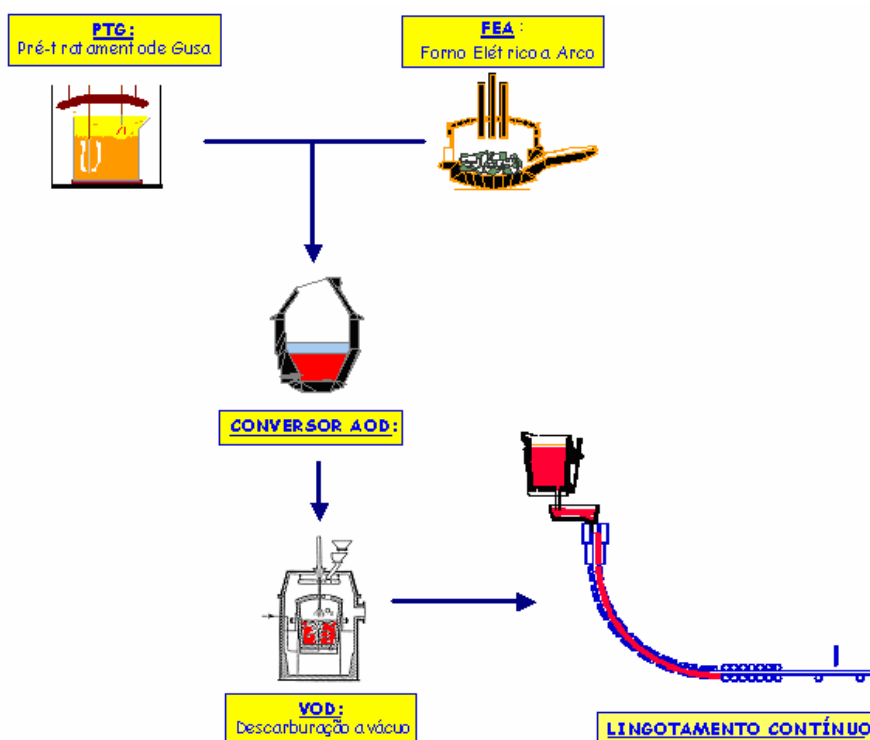 PTG:
Pré-tratamento de Gusa
FEA:
Forno Elétrico a Arco
CONVERSOR AOD:
VOD:
Descarburação a vácuo
LINGOTAMENTO CONTÍNUO